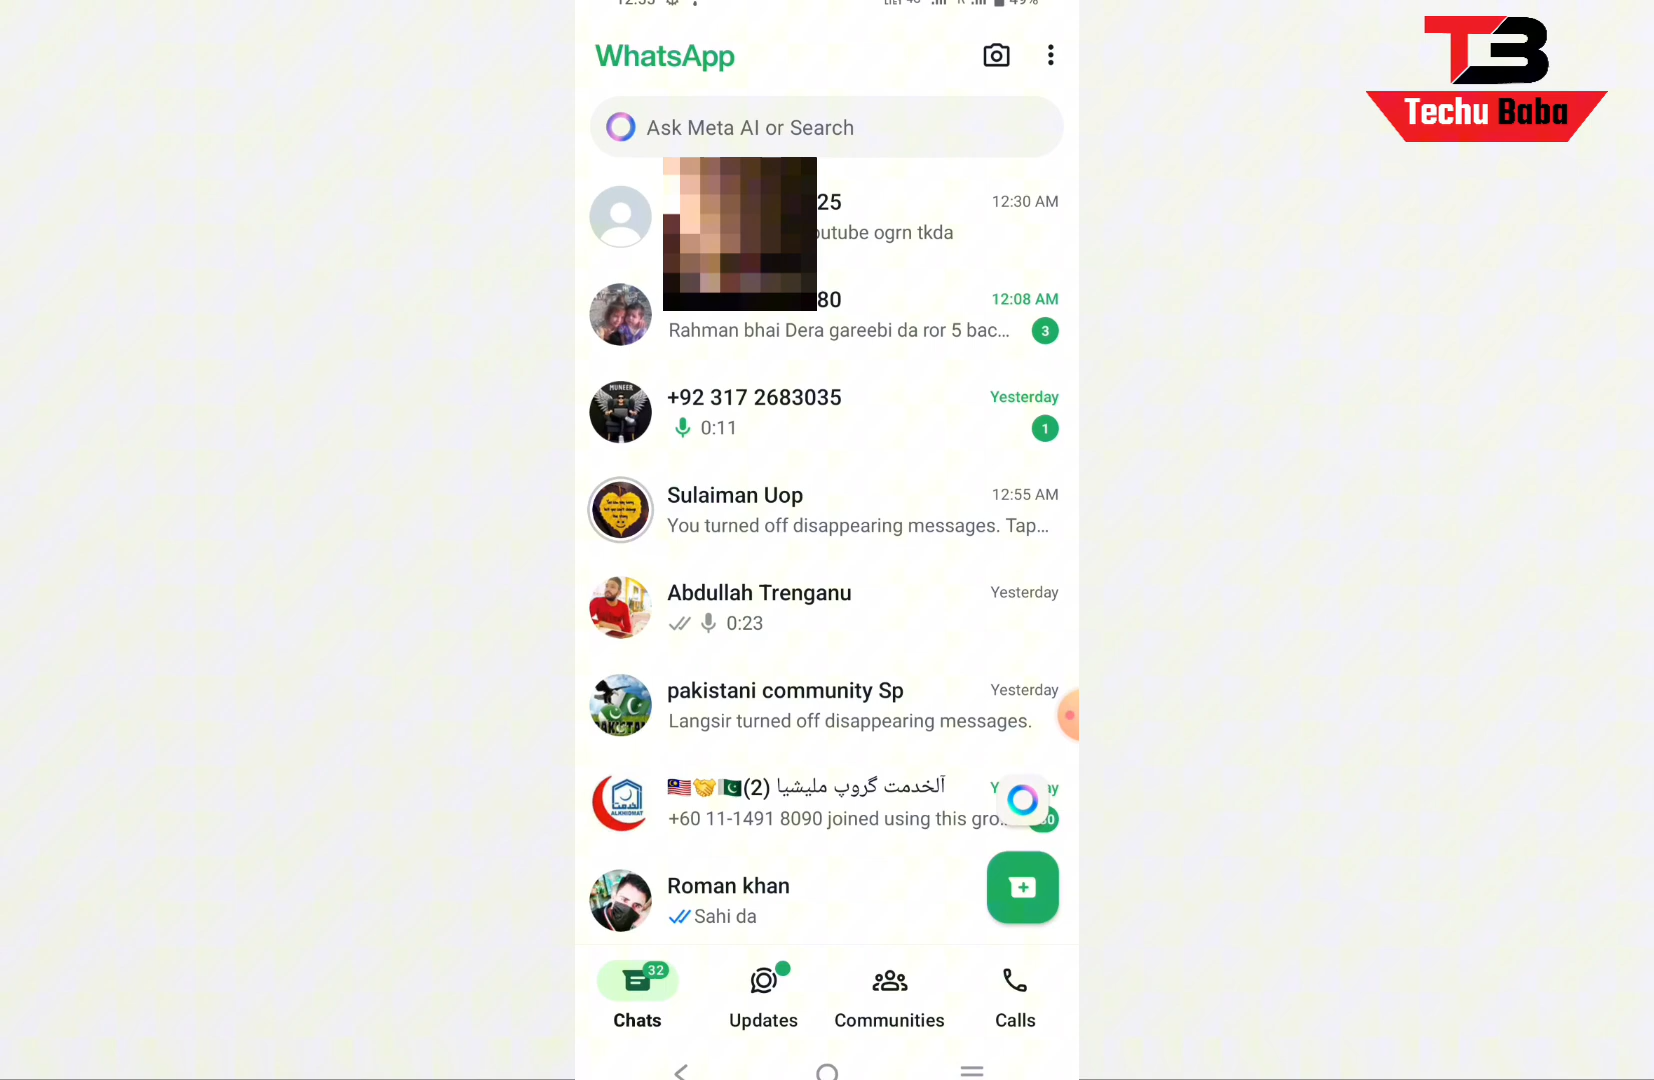 Techu Baba
WhatsApp
Ask Meta AI or Search
25
12:30 AM
outube ogrn tkda
80
12:08 AM
Rahman bhai Dera gareebi da ror 5 bac...
3
MUNEER
+92 317 2683035
Yesterday
0:11
1
Sulaiman Uop
12:55 AM
You turned off disappearing messages. Tap...
Abdullah Trenganu
Yesterday
0:23
pakistani community Sp
Yesterday
Langsir turned off disappearing messages.
آلخدمت گروپ ملیشیا (2)
+60 11-1491 8090 joined using this gro...
ALKHIDMAT
Roman khan
Sahi da
32
Chats
Updates
Communities
Calls